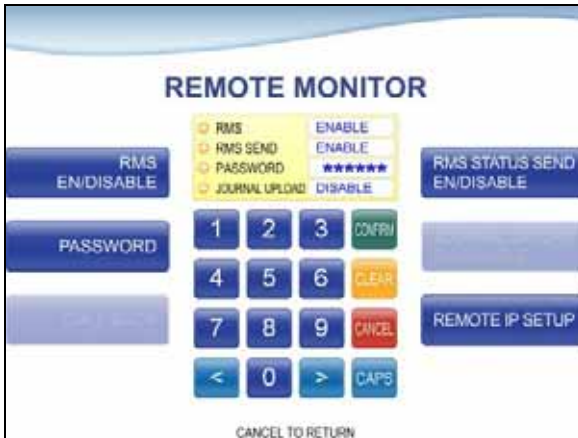 REMOTE MONITOR
RMS ENABLE
RMS SEND ENABLE
PASSWORD ******
JOURNAL UPLOAD DISABLE
RMS
EN/DISABLE
RMS STATUS SEND
EN/DISABLE
PASSWORD
1 2 3 CONFIRM
4 5 6 CLEAR
7 8 9 CANCEL
REMOTE IP SETUP
< 0 > CAPS
CANCEL TO RETURN